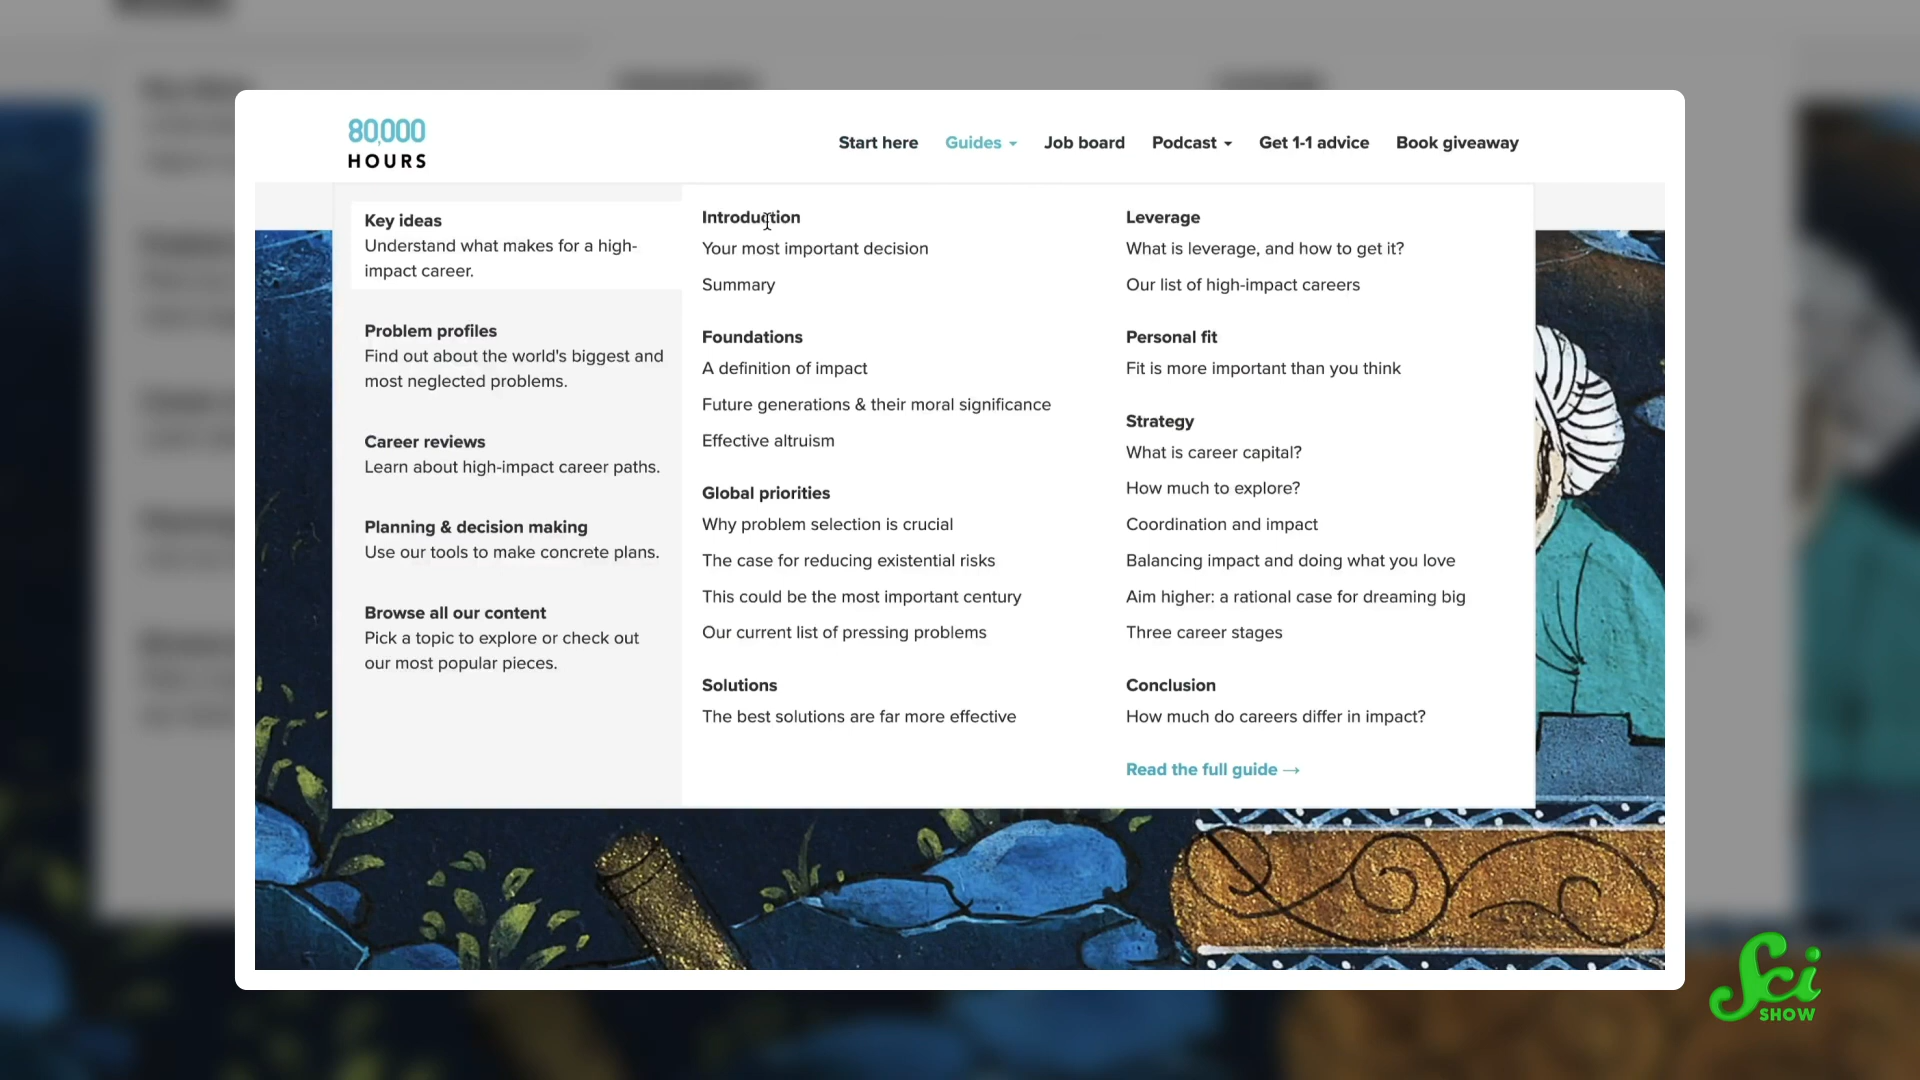 80,000
HOURS
Start here
Guides
Job board
Podcast
Get 1-1 advice
Book giveaway
Key ideas
Understand what makes for a high-
impact career.
Problem profiles
Find out about the world's biggest and
most neglected problems.
Career reviews
Learn about high-impact career paths.
Planning & decision making
Use our tools to make concrete plans.
Browse all our content
Pick a topic to explore or check out
our most popular pieces.
Introduction
Your most important decision
Summary
Foundations
A definition of impact
Future generations & their moral significance
Effective altruism
Global priorities
Why problem selection is crucial
The case for reducing existential risks
This could be the most important century
Our current list of pressing problems
Solutions
The best solutions are far more effective
Leverage
What is leverage, and how to get it?
Our list of high-impact careers
Personal fit
Fit is more important than you think
Strategy
What is career capital?
How much to explore?
Coordination and impact
Balancing impact and doing what you love
Aim higher: a rational case for dreaming big
Three career stages
Conclusion
How much do careers differ in impact?
Read the full guide →
Sci
SHOW